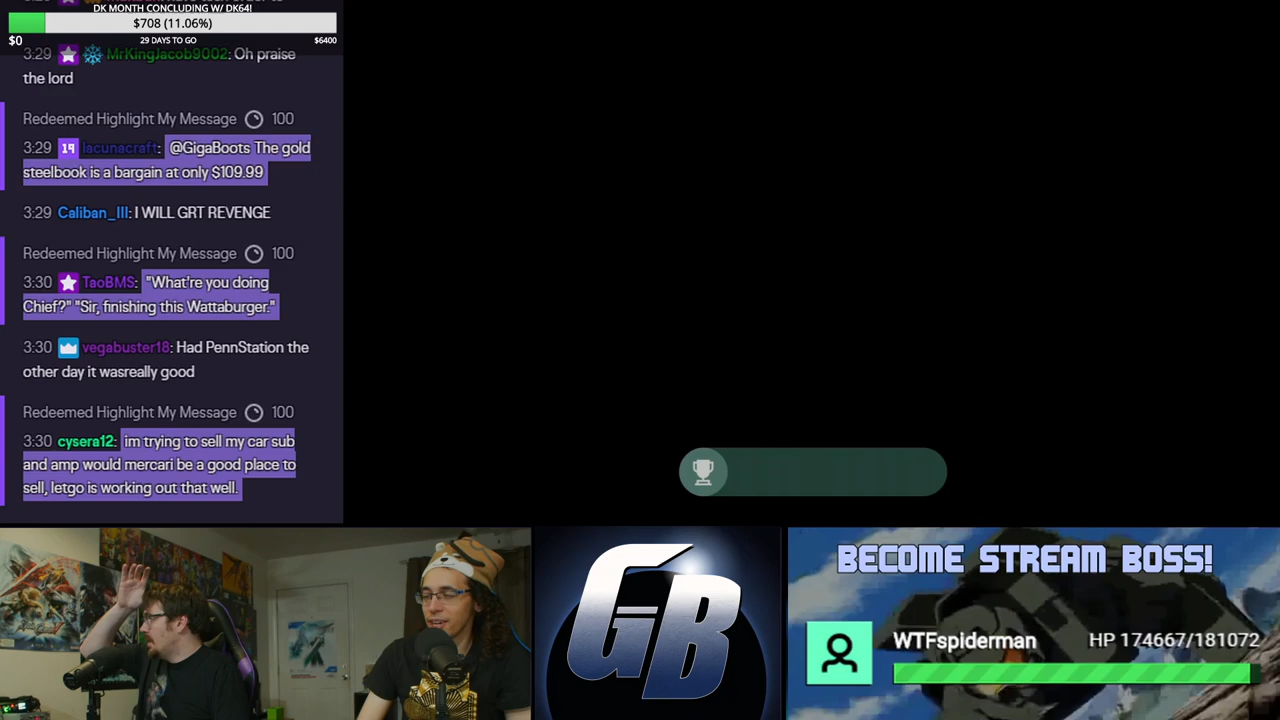 DK MONTH CONCLUDING W/ DK64!
$708 (11.06%)
$0
29 DAYS TO GO
$6400
3:29 MrKingJacob9002: Oh praise
the lord
Redeemed Highlight My Message 100
3:29 19 lacunacraft: @GigaBoots The gold
steelbook is a bargain at only $109.99
3:29 Caliban_III: I WILL GRT REVENGE
Redeemed Highlight My Message 100
3:30 TaoBMS: "What're you doing
Chief?" "Sir, finishing this Wattaburger."
3:30 vegabuster18: Had PennStation the
other day it wasreally good
Redeemed Highlight My Message 100
3:30 cysera12: im trying to sell my car sub
and amp would mercari be a good place to
sell, letgo is working out that well.
GB
BECOME STREAM BOSS!
WTFspiderman HP 174667/181072